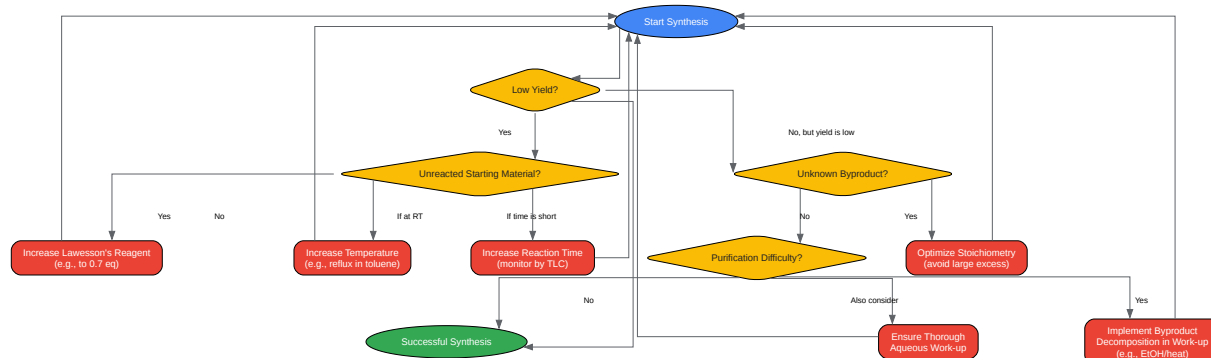 Start Synthesis
Low Yield?
Yes
No, but yield is low
Unreacted Starting Material?
Unknown Byproduct?
Yes
No
If at RT
If time is short
No
Yes
Increase Lawesson's Reagent
(e.g., to 0.7 eq)
Increase Temperature
(e.g., reflux in toluene)
Increase Reaction Time
(monitor by TLC)
Purification Difficulty?
Optimize Stoichiometry
(avoid large excess)
No
Also consider
Yes
Successful Synthesis
Ensure Thorough
Aqueous Work-up
Implement Byproduct
Decomposition in Work-up
(e.g., EtOH/heat)